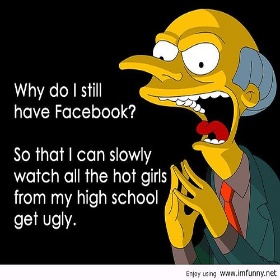 Why do I still
have Facebook?
So that I can slowly
watch all the hot girls
from my high school
get ugly.
Enjoy using www.imfunny.net